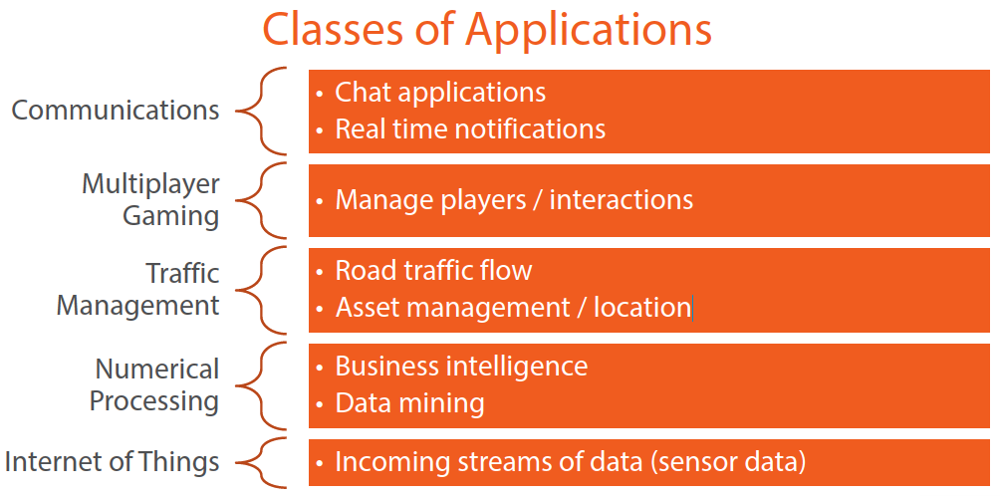 Classes of Applications
Communications
• Chat applications
• Real time notifications
Multiplayer
Gaming
• Manage players / interactions
Traffic
Management
• Road traffic flow
• Asset management / location
Numerical
Processing
• Business intelligence
• Data mining
Internet of Things
• Incoming streams of data (sensor data)